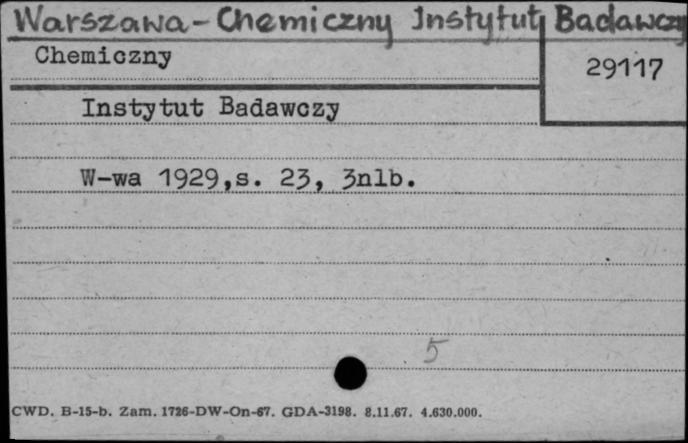 Warszawa - Chemiczny Instytut Badawczy
Chemiczny
29117
Instytut Badawczy
W-wa 1929,s. 23, 3nlb.
5
CWD. B-15-b. Zam. 1726-DW-On-67. GDA-3198. 8.11.67. 4.630.000.